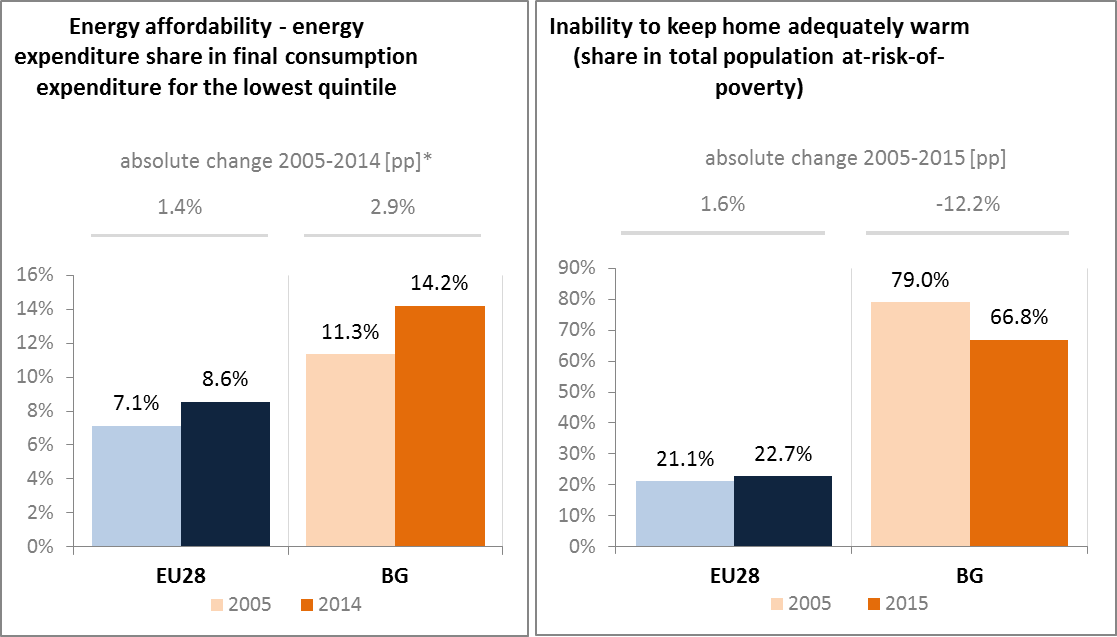 Energy affordability - energy
expenditure share in final consumption
expenditure for the lowest quintile
absolute change 2005-2014 [pp]*
1.4%
2.9%
16%
14%
12%
10%
8%
6%
4%
2%
0%
7.1%
8.6%
11.3%
14.2%
EU28
BG
2005
2014
Inability to keep home adequately warm
(share in total population at-risk-of-
poverty)
absolute change 2005-2015 [pp]
1.6%
-12.2%
90%
80%
70%
60%
50%
40%
30%
20%
10%
0%
21.1%
22.7%
79.0%
66.8%
EU28
BG
2005
2015